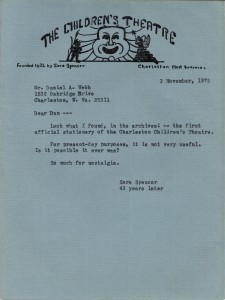 THE CHILDREN'S THEATRE
Founded 1932 by Sara Spencer
Charleston West Virginia
2 November, 1975
Mr. Daniel A. Webb
1532 Oakridge Drive
Charleston, W. Va. 25311
Dear Dan ---
Look what I found, in the archives! -- the first
official stationery of the Charleston Children's Theatre.
For present-day purposes, it is not very useful.
Is it possible it ever was?
So much for nostalgia.
Sara Spencer
43 years later